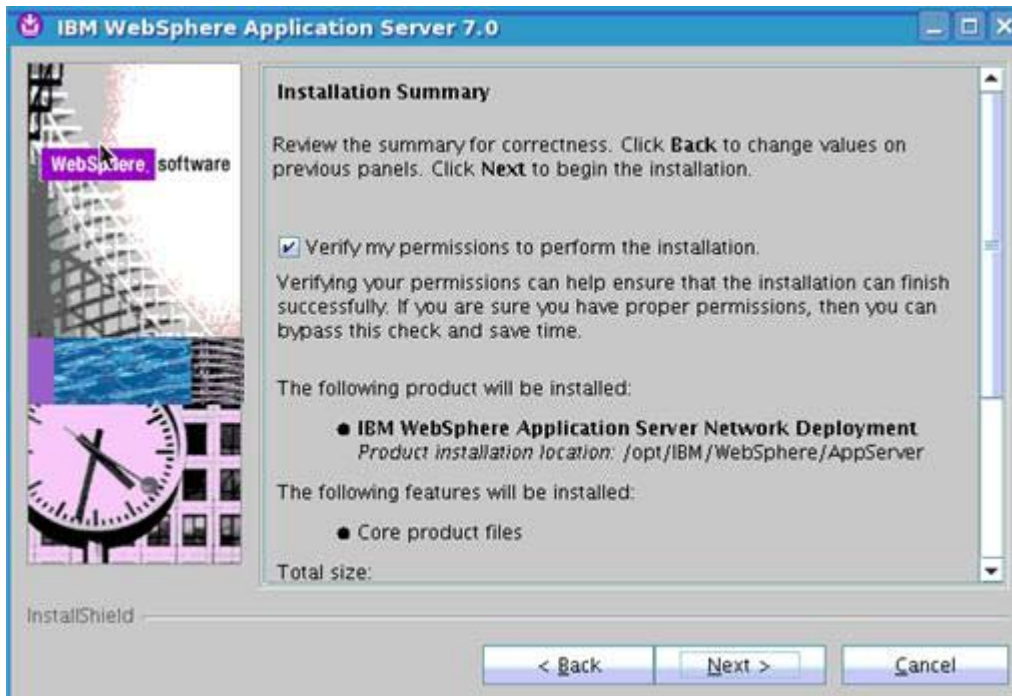 IBM WebSphere Application Server 7.0
WebSphere software
Installation Summary
Review the summary for correctness. Click Back to change values on
previous panels. Click Next to begin the installation.
Verify my permissions to perform the installation.
Verifying your permissions can help ensure that the installation can finish
successfully. If you are sure you have proper permissions, then you can
bypass this check and save time.
The following product will be installed:
● IBM WebSphere Application Server Network Deployment
Product installation location: /opt/IBM/WebSphere/AppServer
The following features will be installed:
● Core product files
Total size:
InstallShield
< Back Next > Cancel